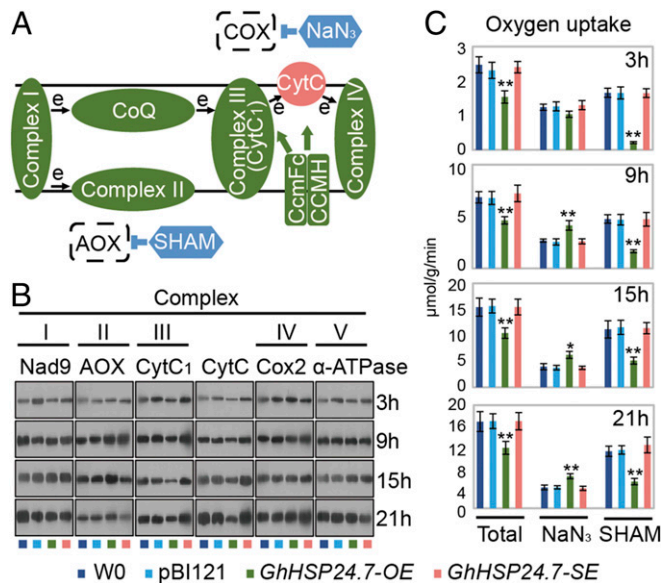 A
COX
NaN₃
Complex I
e
CoQ
e
Complex III
(CytC₁)
e
CytC
e
Complex IV
e
Complex II
CcmFc
CCMH
AOX
SHAM
B
Complex
I II III IV V
Nad9 AOX CytC₁ CytC Cox2 α-ATPase
3h
9h
15h
21h
C
Oxygen uptake
μmol/g/min
3h
3
2
1
0
**
**
9h
10
5
0
**
**
**
15h
20
15
10
5
0
**
*
**
21h
20
16
12
8
4
0
**
**
**
Total NaN₃ SHAM
W0 pBI121 GhHSP24.7-OE GhHSP24.7-SE